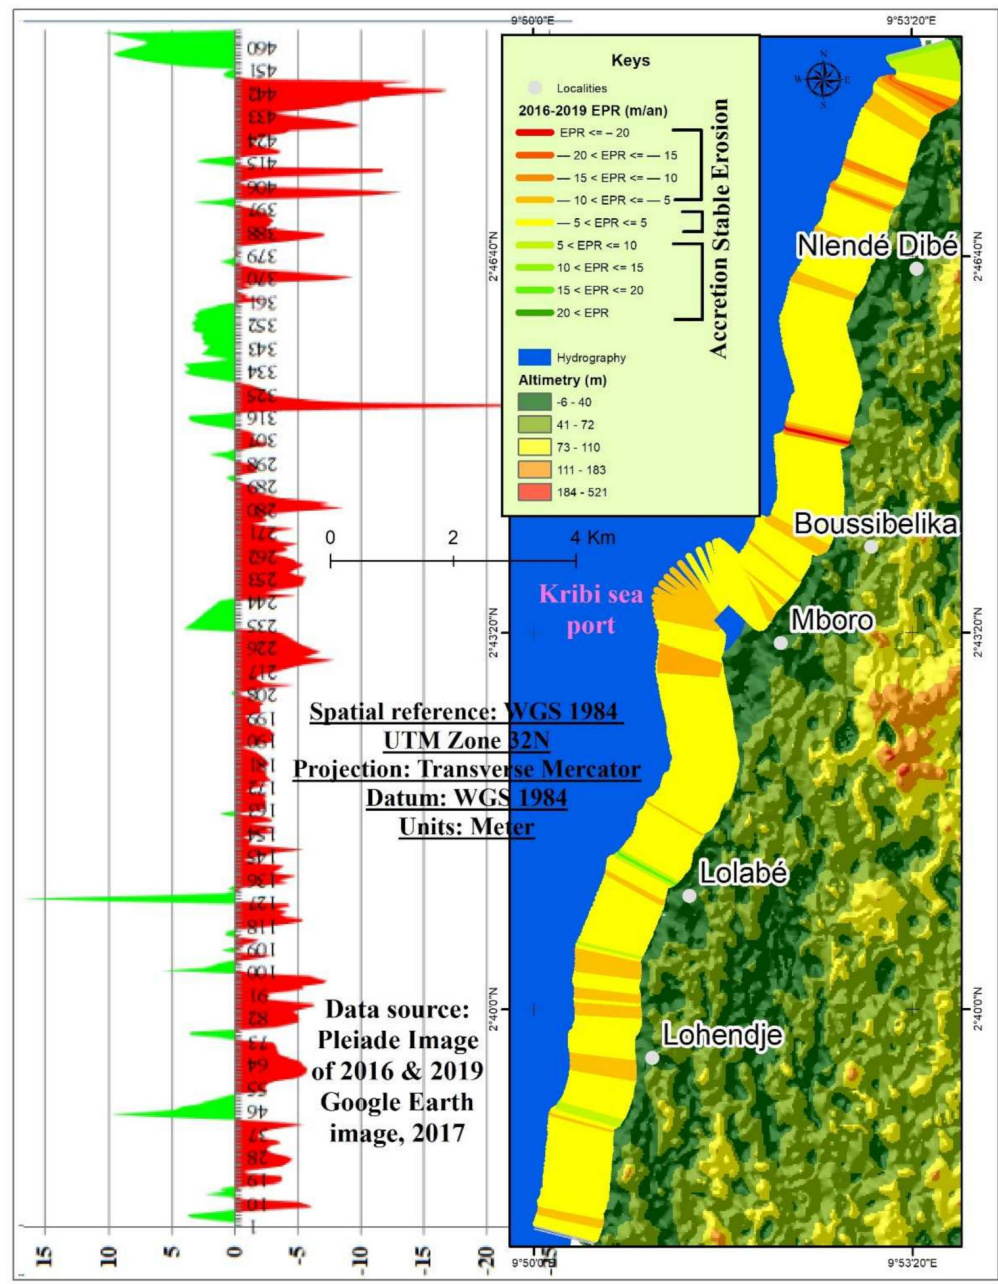 9°50'0"E
9°53'20"E
460
451
442
433
424
415
406
397
388
379
370
361
352
343
334
325
316
307
298
289
280
271
262
253
244
235
226
217
208
199
190
181
172
163
154
145
136
127
118
109
100
91
82
73
64
55
46
37
28
19
10
1
15
10
5
0
-5
-10
-15
-20
-25
Keys
Localities
2016-2019 EPR (m/an)
EPR <= – 20
— 20 < EPR <= — 15
— 15 < EPR <= — 10
— 10 < EPR <= — 5
— 5 < EPR <= 5
5 < EPR <= 10
10 < EPR <= 15
15 < EPR <= 20
20 < EPR
Accretion Stable Erosion
Hydrography
Altimetry (m)
-6 - 40
41 - 72
73 - 110
111 - 183
184 - 521
N
W E
S
2°46'40"N
2°46'40"N
Nlendé Dibé
0 2 4 Km
Boussibelika
Kribi sea
port
Mboro
2°43'20"N
2°43'20"N
Spatial reference: WGS 1984
UTM Zone 32N
Projection: Transverse Mercator
Datum: WGS 1984
Units: Meter
Lolabé
Data source:
Pleiade Image
of 2016 & 2019
Google Earth
image, 2017
2°40'0"N
2°40'0"N
Lohendje
9°50'0"E
9°53'20"E